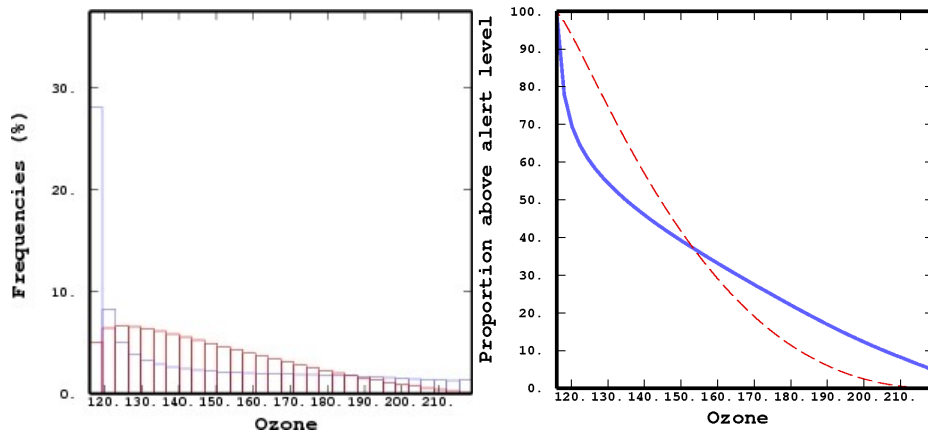 Frequencies (%)
30.
20.
10.
0.
120. 130. 140. 150. 160. 170. 180. 190. 200. 210.
Ozone
Proportion above alert level
100.
90.
80.
70.
60.
50.
40.
30.
20.
10.
0.
120. 130. 140. 150. 160. 170. 180. 190. 200. 210.
Ozone